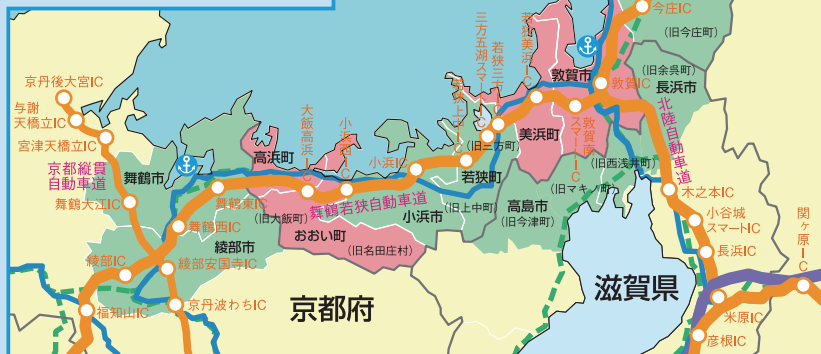 今庄IC
(旧今庄町)
若狭美浜IC
三方五湖スマートIC
若狭三方IC
敦賀市
(旧余呉町)
敦賀IC
長浜市
京丹後大宮IC
与謝
天橋立IC
大飯高浜IC
小浜西IC
若狭上中IC
北陸自動車道
宮津天橋立IC
美浜町
敦賀南
スマートIC
(旧三方町)
高浜町
小浜IC
(旧西浅井町)
京都縦貫
自動車道
舞鶴市
若狭町
舞鶴東IC
(旧マキノ町)
木之本IC
舞鶴大江IC
舞鶴若狭自動車道
高島市
(旧今津町)
(旧上中町)
小浜市
(旧大飯町)
小谷城
スマートIC
関ヶ原IC
舞鶴西IC
おおい町
綾部市
(旧名田庄村)
長浜IC
綾部IC
綾部安国寺IC
滋賀県
京都府
京丹波わちIC
福知山IC
米原IC
彦根IC